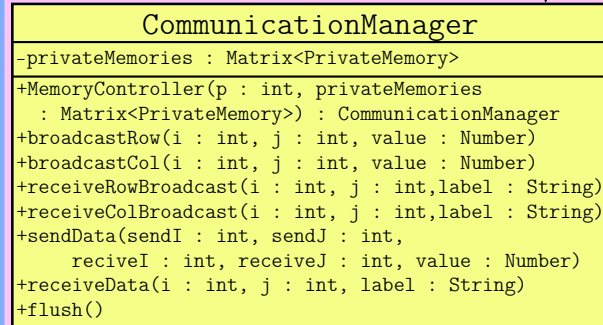 CommunicationManager
-privateMemories : Matrix<PrivateMemory>
+MemoryController(p : int, privateMemories
: Matrix<PrivateMemory>) : CommunicationManager
+broadcastRow(i : int, j : int, value : Number)
+broadcastCol(i : int, j : int, value : Number)
+receiveRowBroadcast(i : int, j : int,label : String)
+receiveColBroadcast(i : int, j : int,label : String)
+sendData(sendI : int, sendJ : int,
reciveI : int, receiveJ : int, value : Number)
+receiveData(i : int, j : int, label : String)
+flush()